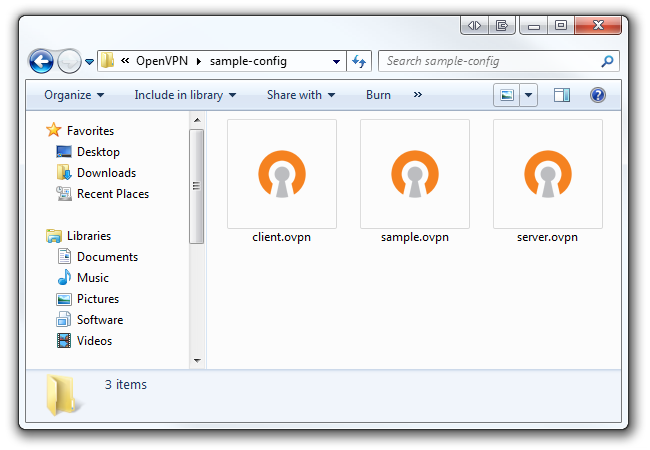 « OpenVPN sample-config
Search sample-config
Organize Include in library Share with Burn »
Favorites
Desktop
Downloads
Recent Places
Libraries
Documents
Music
Pictures
Software
Videos
client.ovpn sample.ovpn server.ovpn
3 items